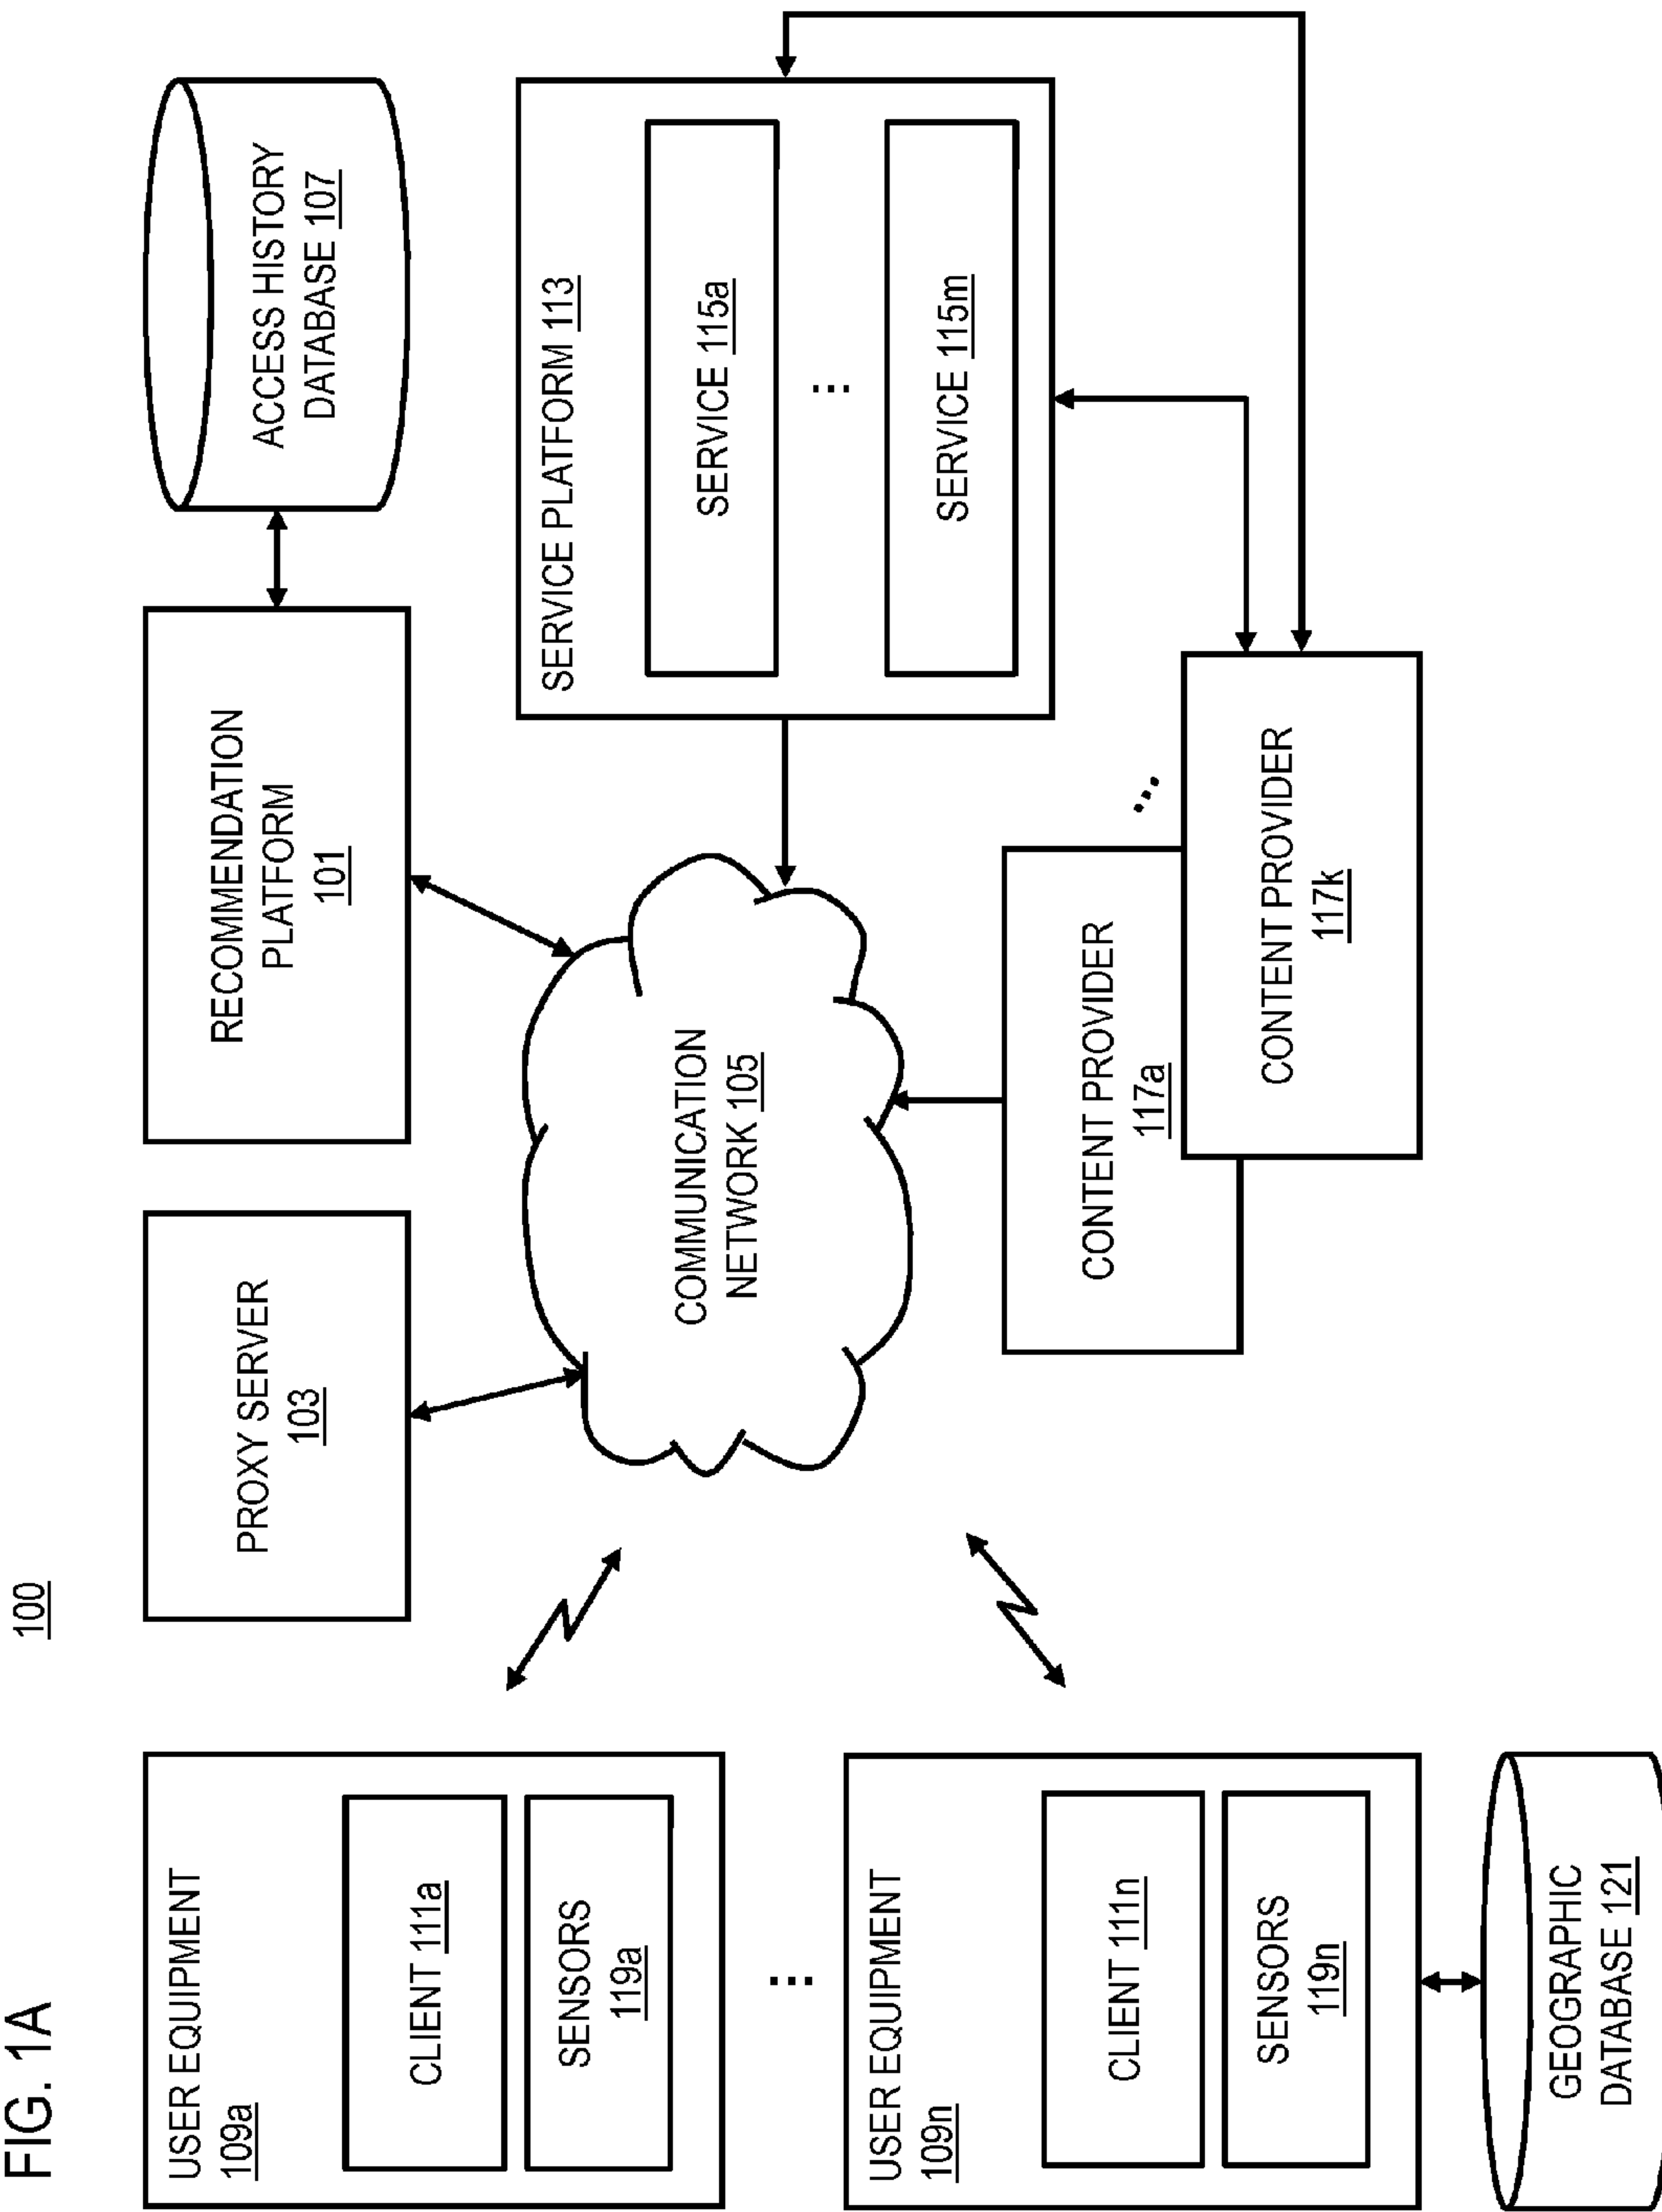 FIG. 1A
100
USER EQUIPMENT
109a
CLIENT 111a
SENSORS
119a
...
USER EQUIPMENT
109n
CLIENT 111n
SENSORS
119n
GEOGRAPHIC
DATABASE 121
PROXY SERVER
103
RECOMMENDATION
PLATFORM
101
ACCESS HISTORY
DATABASE 107
COMMUNICATION
NETWORK 105
SERVICE PLATFORM 113
SERVICE 115a
...
SERVICE 115m
CONTENT PROVIDER
117a
...
CONTENT PROVIDER
117k